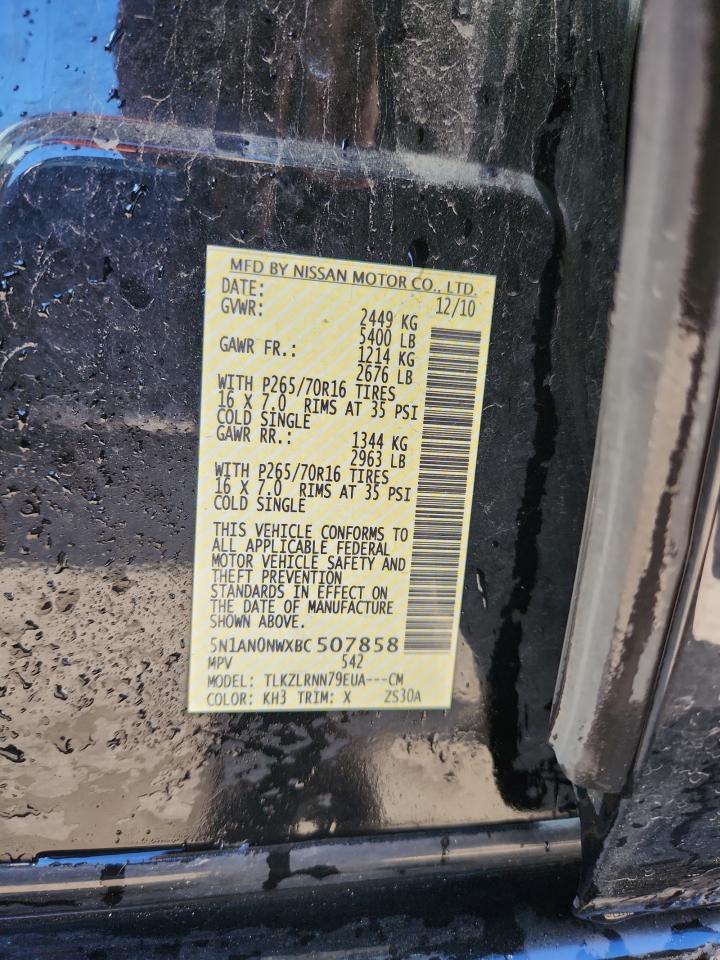 MFD BY NISSAN MOTOR CO., LTD.
DATE: 12/10
GVWR: 2449 KG
5400 LB
GAWR FR.: 1214 KG
2676 LB
WITH P265/70R16 TIRES
16 X 7.0 RIMS AT 35 PSI
COLD SINGLE
GAWR RR.: 1344 KG
2963 LB
WITH P265/70R16 TIRES
16 X 7.0 RIMS AT 35 PSI
COLD SINGLE
THIS VEHICLE CONFORMS TO
ALL APPLICABLE FEDERAL
MOTOR VEHICLE SAFETY AND
THEFT PREVENTION
STANDARDS IN EFFECT ON
THE DATE OF MANUFACTURE
SHOWN ABOVE.
5N1AN0NWXBC 507858
MPV 542
MODEL: TLKZLRNN79EUA---CM
COLOR: KH3 TRIM: X ZS30A